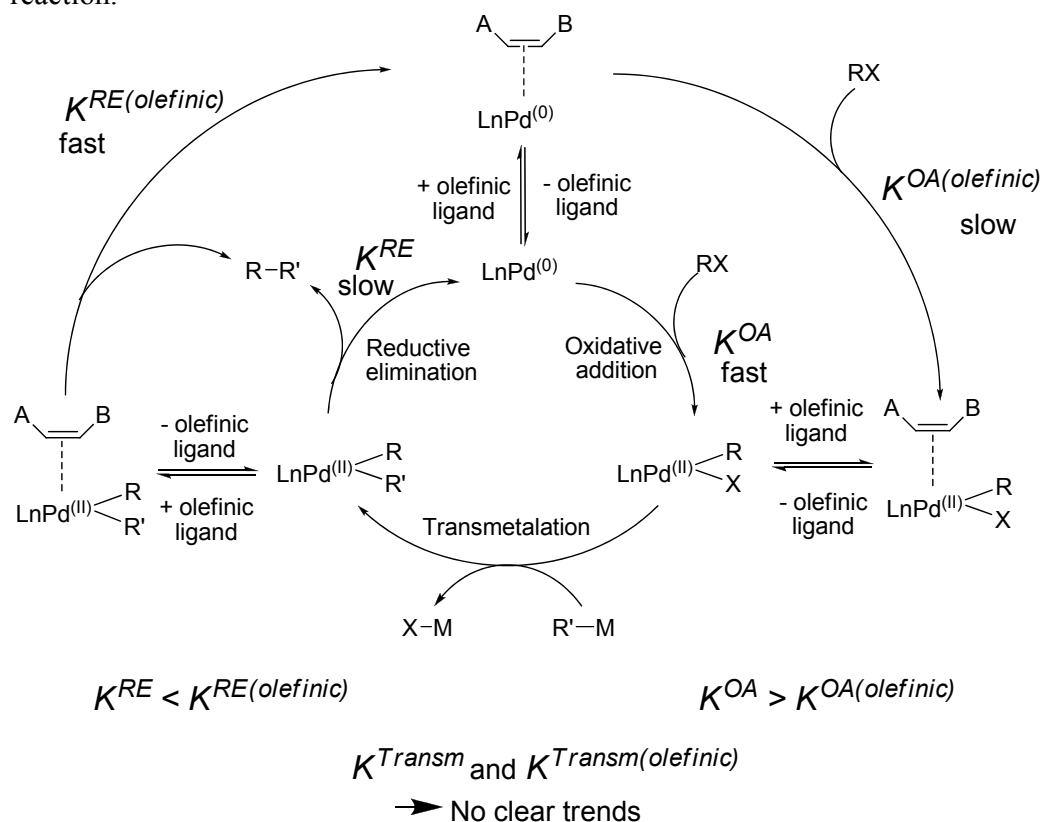 reaction.
A B
LnPd(0)
K^RE(olefinic)
fast
RX
K^OA(olefinic)
slow
+ olefinic ligand
- olefinic ligand
R–R'
K^RE
slow
LnPd(0)
RX
Reductive elimination
Oxidative addition
K^OA
fast
A B
LnPd(II) R R'
- olefinic ligand
+ olefinic ligand
LnPd(II) R R'
LnPd(II) R X
+ olefinic ligand
- olefinic ligand
A B
LnPd(II) R X
Transmetalation
X–M
R'–M
K^RE < K^RE(olefinic)
K^OA > K^OA(olefinic)
K^Transm and K^Transm(olefinic)
No clear trends